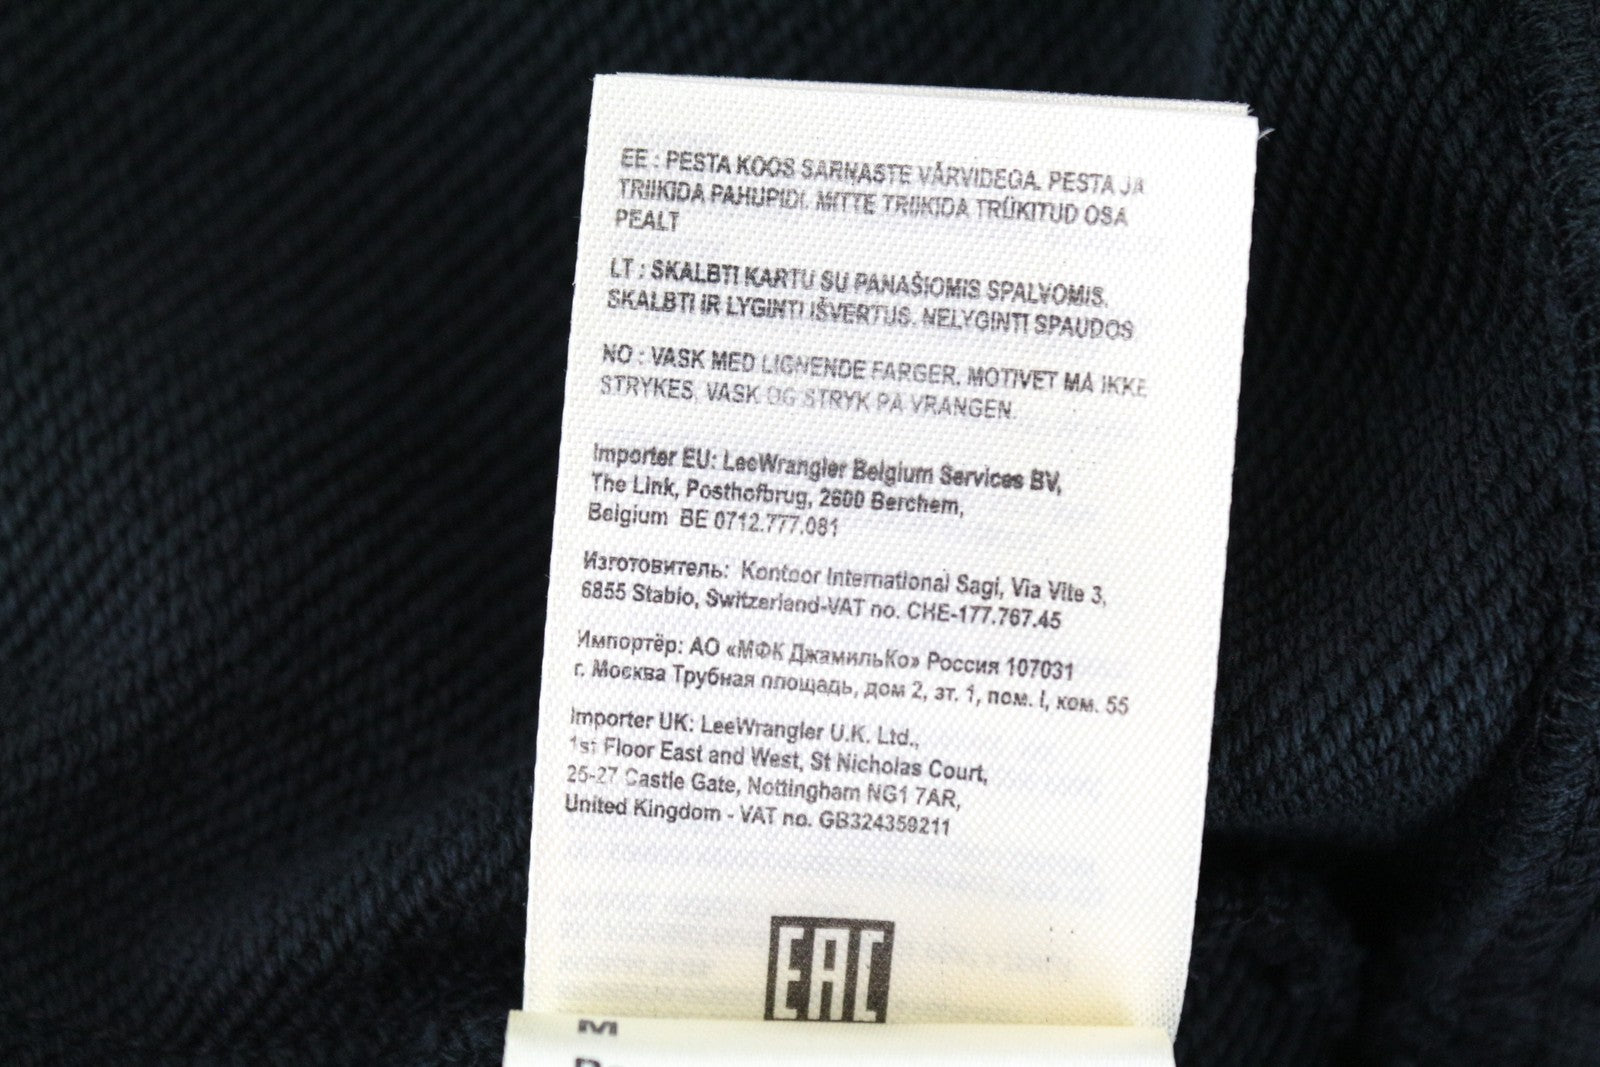 EE : PESTA KOOS SARNASTE VÄRVIDEGA. PESTA JA
TRIIKIDA PAHUPIDI. MITTE TRIIKIDA TRÜKITUD OSA
PEALT
LT : SKALBTI KARTU SU PANAŠIOMIS SPALVOMIS.
SKALBTI IR LYGINTI IŠVERTUS. NELYGINTI SPAUDOS
NO : VASK MED LIGNENDE FARGER. MOTIVET MÅ IKKE
STRYKES. VASK OG STRYK PÅ VRANGEN.
Importer EU: LeeWrangler Belgium Services BV,
The Link, Posthofbrug, 2600 Berchem,
Belgium BE 0712.777.081
Изготовитель: Kontoor International Sagl, Via Vite 3,
6855 Stabio, Switzerland-VAT no. CHE-177.767.45
Импортёр: АО «МФК ДжамильКо» Россия 107031
г. Москва Трубная площадь, дом 2, эт. 1, пом. I, ком. 55
Importer UK: LeeWrangler U.K. Ltd.,
1st Floor East and West, St Nicholas Court,
25-27 Castle Gate, Nottingham NG1 7AR,
United Kingdom - VAT no. GB324359211
EAC
M